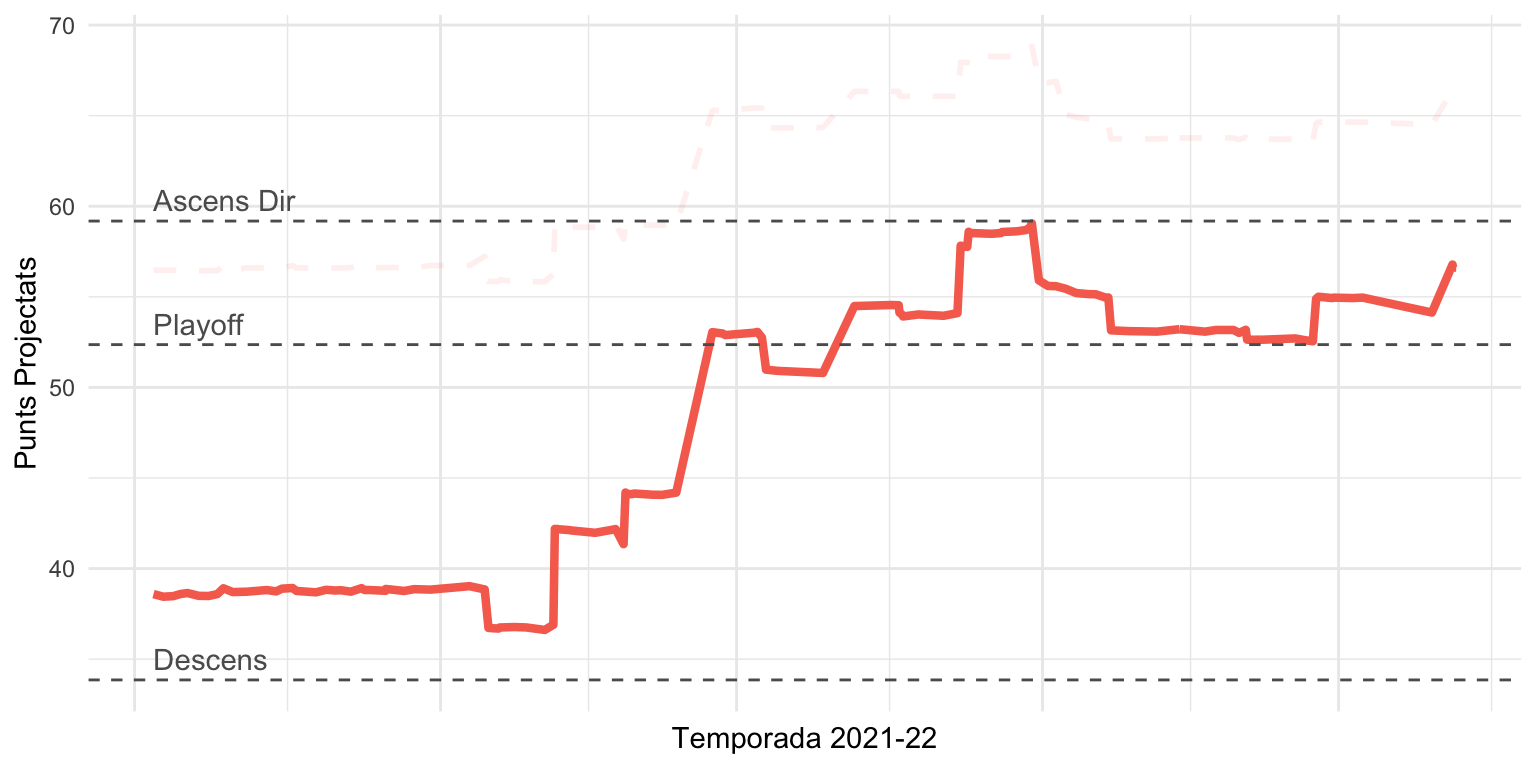 70
60
50
40
Punts Projectats
Ascens Dir
Playoff
Descens
Temporada 2021-22